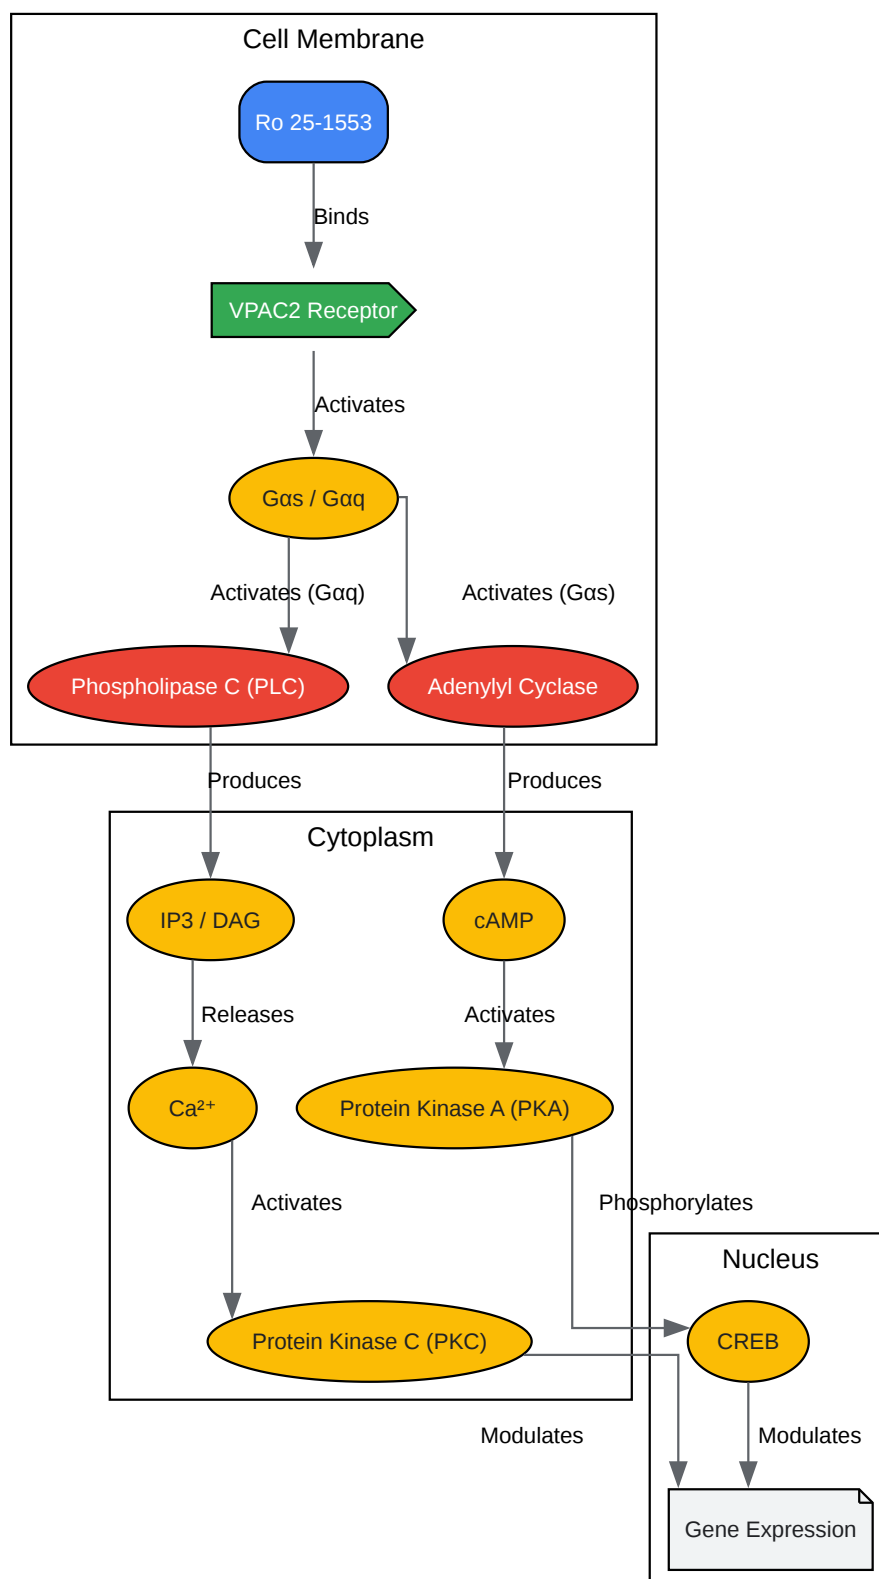 Cell Membrane
Ro 25-1553
Binds
VPAC2 Receptor
Activates
Gαs / Gαq
Activates (Gαq)
Activates (Gαs)
Phospholipase C (PLC)
Adenylyl Cyclase
Produces
Produces
Cytoplasm
IP3 / DAG
cAMP
Releases
Activates
Ca²⁺
Protein Kinase A (PKA)
Activates
Phosphorylates
Nucleus
Protein Kinase C (PKC)
CREB
Modulates
Modulates
Gene Expression